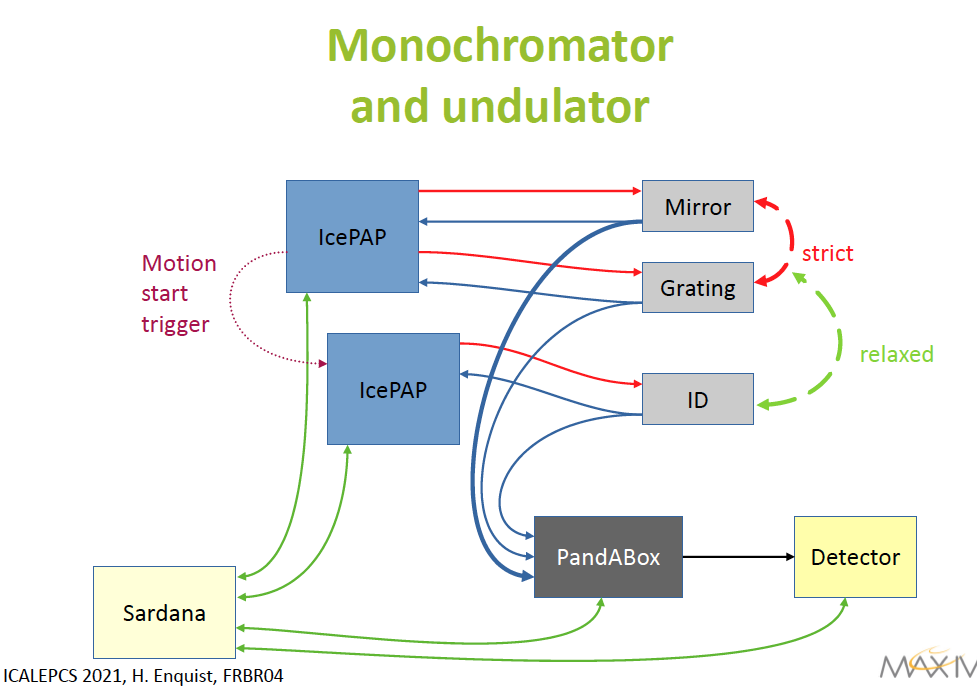 Monochromator
and undulator
IcePAP
Mirror
strict
Grating
Motion
start
trigger
IcePAP
relaxed
ID
PandABox
Detector
Sardana
ICALEPCS 2021, H. Enquist, FRBR04
MAX IV